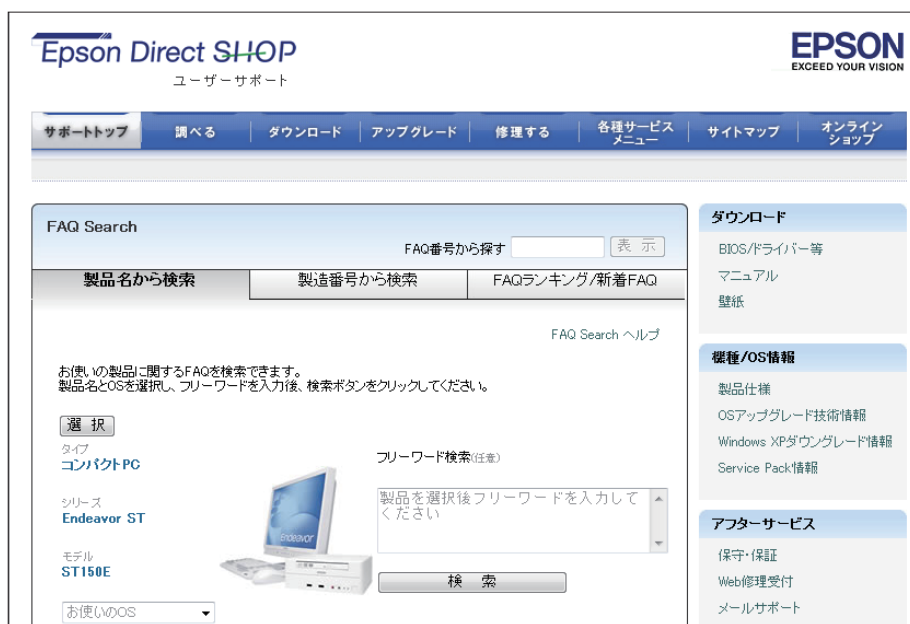 Epson Direct SHOP
ユーザーサポート
EPSON
EXCEED YOUR VISION
サポートトップ
調べる
ダウンロード
アップグレード
修理する
各種サービス
メニュー
サイトマップ
オンライン
ショップ
FAQ Search
FAQ番号から探す
表 示
製品名から検索
製造番号から検索
FAQランキング/新着FAQ
FAQ Search ヘルプ
お使いの製品に関するFAQを検索できます。
製品名とOSを選択し、フリーワードを入力後、検索ボタンをクリックしてください。
選 択
タイプ
コンパクトPC
シリーズ
Endeavor ST
モデル
ST150E
お使いのOS
Endeavor
フリーワード検索(任意)
製品を選択後フリーワードを入力して
ください
検 索
ダウンロード
BIOS/ドライバー等
マニュアル
壁紙
機種/OS情報
製品仕様
OSアップグレード技術情報
Windows XPダウングレード情報
Service Pack情報
アフターサービス
保守・保証
Web修理受付
メールサポート